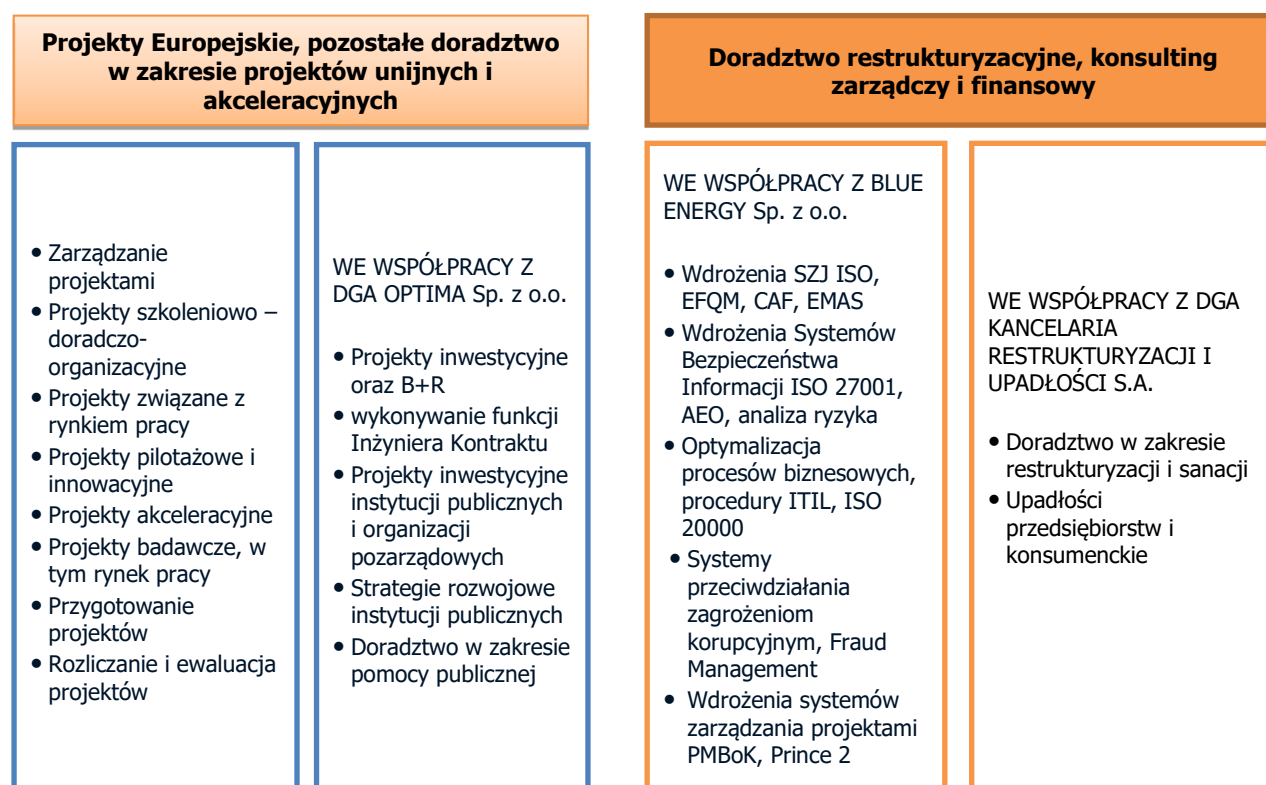 Projekty Europejskie, pozostałe doradztwo
w zakresie projektów unijnych i
akceleracyjnych
• Zarządzanie
projektami
• Projekty szkoleniowo –
doradczo-
organizacyjne
• Projekty związane z
rynkiem pracy
• Projekty pilotażowe i
innowacyjne
• Projekty akceleracyjne
• Projekty badawcze, w
tym rynek pracy
• Przygotowanie
projektów
• Rozliczanie i ewaluacja
projektów
WE WSPÓŁPRACY Z
DGA OPTIMA Sp. z o.o.
• Projekty inwestycyjne
oraz B+R
• wykonywanie funkcji
Inżyniera Kontraktu
• Projekty inwestycyjne
instytucji publicznych
i organizacji
pozarządowych
• Strategie rozwojowe
instytucji publicznych
• Doradztwo w zakresie
pomocy publicznej
Doradztwo restrukturyzacyjne, konsulting
zarządczy i finansowy
WE WSPÓŁPRACY Z BLUE
ENERGY Sp. z o.o.
• Wdrożenia SZJ ISO,
EFQM, CAF, EMAS
• Wdrożenia Systemów
Bezpieczeństwa
Informacji ISO 27001,
AEO, analiza ryzyka
• Optymalizacja
procesów biznesowych,
procedury ITIL, ISO
20000
• Systemy
przeciwdziałania
zagrożeniom
korupcyjnym, Fraud
Management
• Wdrożenia systemów
zarządzania projektami
PMBoK, Prince 2
WE WSPÓŁPRACY Z DGA
KANCELARIA
RESTRUKTURYZACJI I
UPADŁOŚCI S.A.
• Doradztwo w zakresie
restrukturyzacji i sanacji
• Upadłości
przedsiębiorstw i
konsumenckie